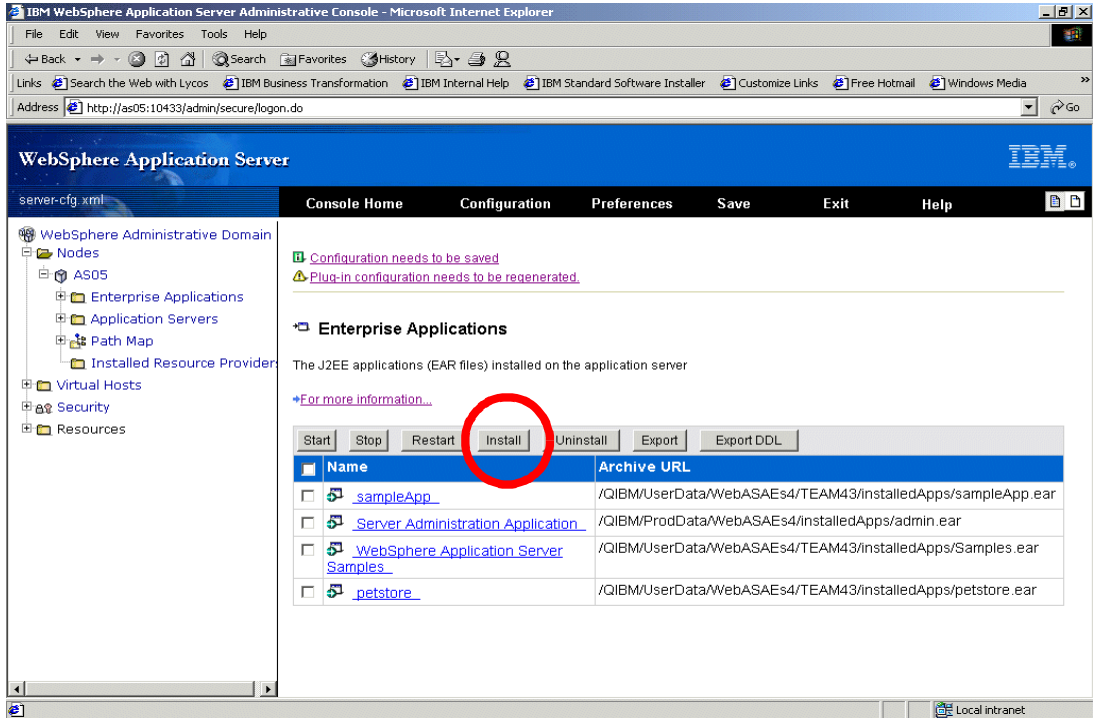 IBM WebSphere Application Server Administrative Console - Microsoft Internet Explorer
File Edit View Favorites Tools Help
Back Search Favorites History
Links Search the Web with Lycos IBM Business Transformation IBM Internal Help IBM Standard Software Installer Customize Links Free Hotmail Windows Media »
Address http://as05:10433/admin/secure/logon.do Go
WebSphere Application Server IBM®
server-cfg.xml Console Home Configuration Preferences Save Exit Help
WebSphere Administrative Domain
Nodes
AS05
Enterprise Applications
Application Servers
Path Map
Installed Resource Providers
Virtual Hosts
Security
Resources
Configuration needs to be saved
Plug-in configuration needs to be regenerated.
Enterprise Applications
The J2EE applications (EAR files) installed on the application server
For more information...
Start Stop Restart Install Uninstall Export Export DDL
Name Archive URL
sampleApp /QIBM/UserData/WebASAEs4/TEAM43/installedApps/sampleApp.ear
Server Administration Application /QIBM/ProdData/WebASAEs4/installedApps/admin.ear
WebSphere Application Server /QIBM/UserData/WebASAEs4/TEAM43/installedApps/Samples.ear
Samples
petstore /QIBM/UserData/WebASAEs4/TEAM43/installedApps/petstore.ear
Local intranet